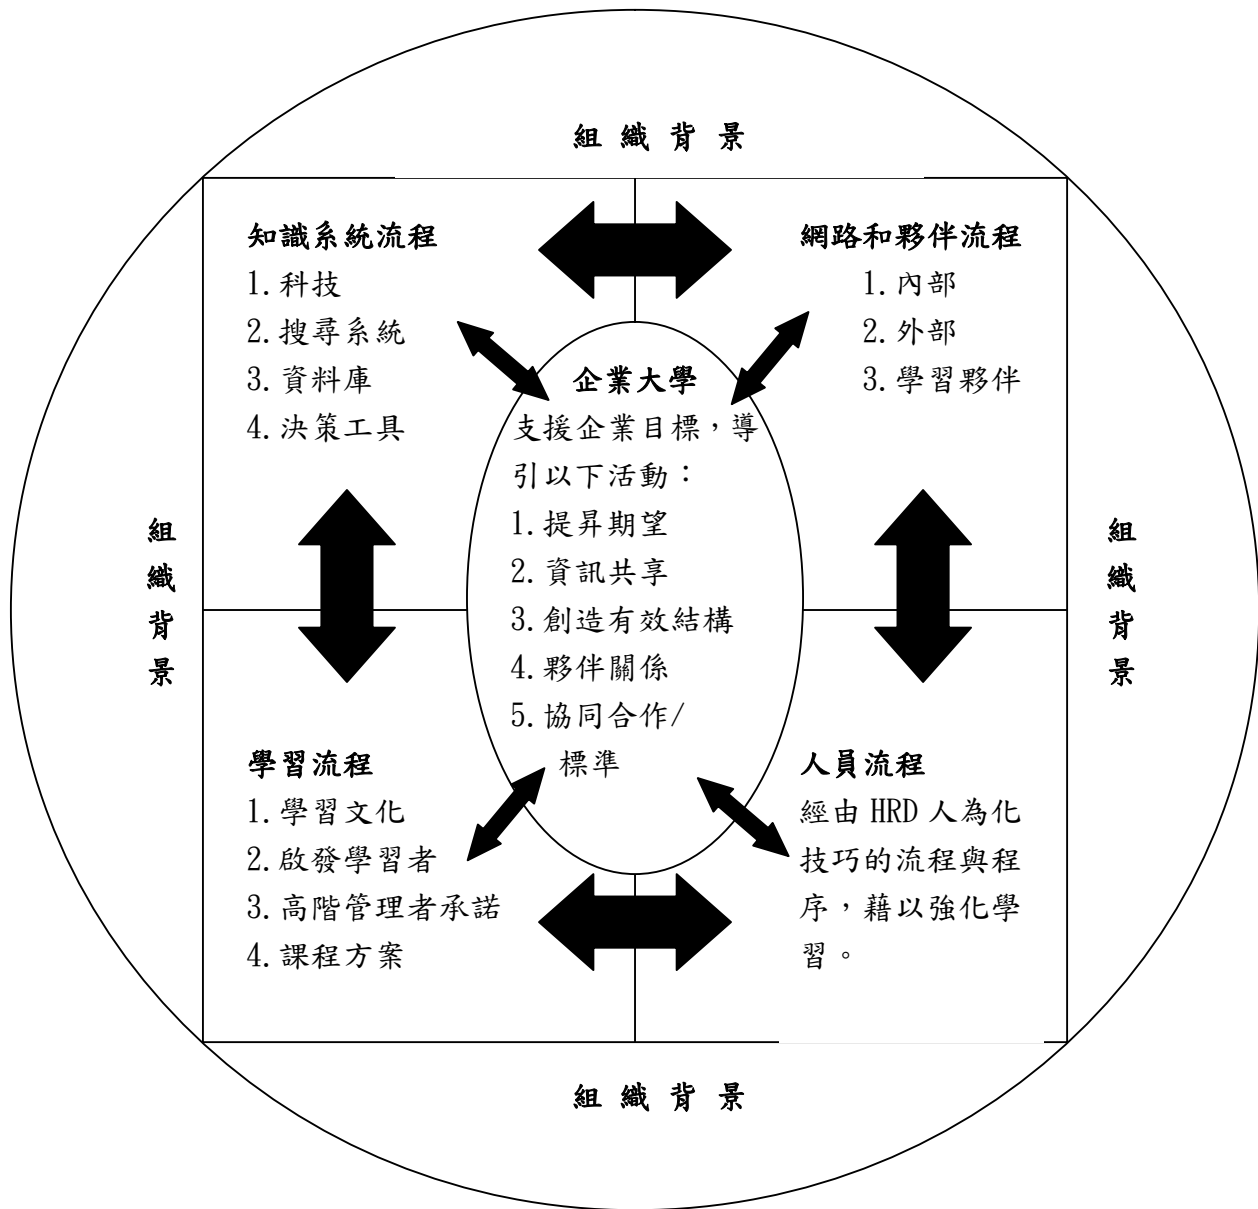 組織背景
知識系統流程
1.科技
2.搜尋系統
3.資料庫
4.決策工具
網路和夥伴流程
1.內部
2.外部
3.學習夥伴
企業大學
支援企業目標，導
引以下活動：
1.提昇期望
2.資訊共享
3.創造有效結構
4.夥伴關係
5.協同合作/
標準
組
織
背
景
組
織
背
景
學習流程
1.學習文化
2.啟發學習者
3.高階管理者承諾
4.課程方案
人員流程
經由 HRD 人為化
技巧的流程與程
序，藉以強化學
習。
組織背景